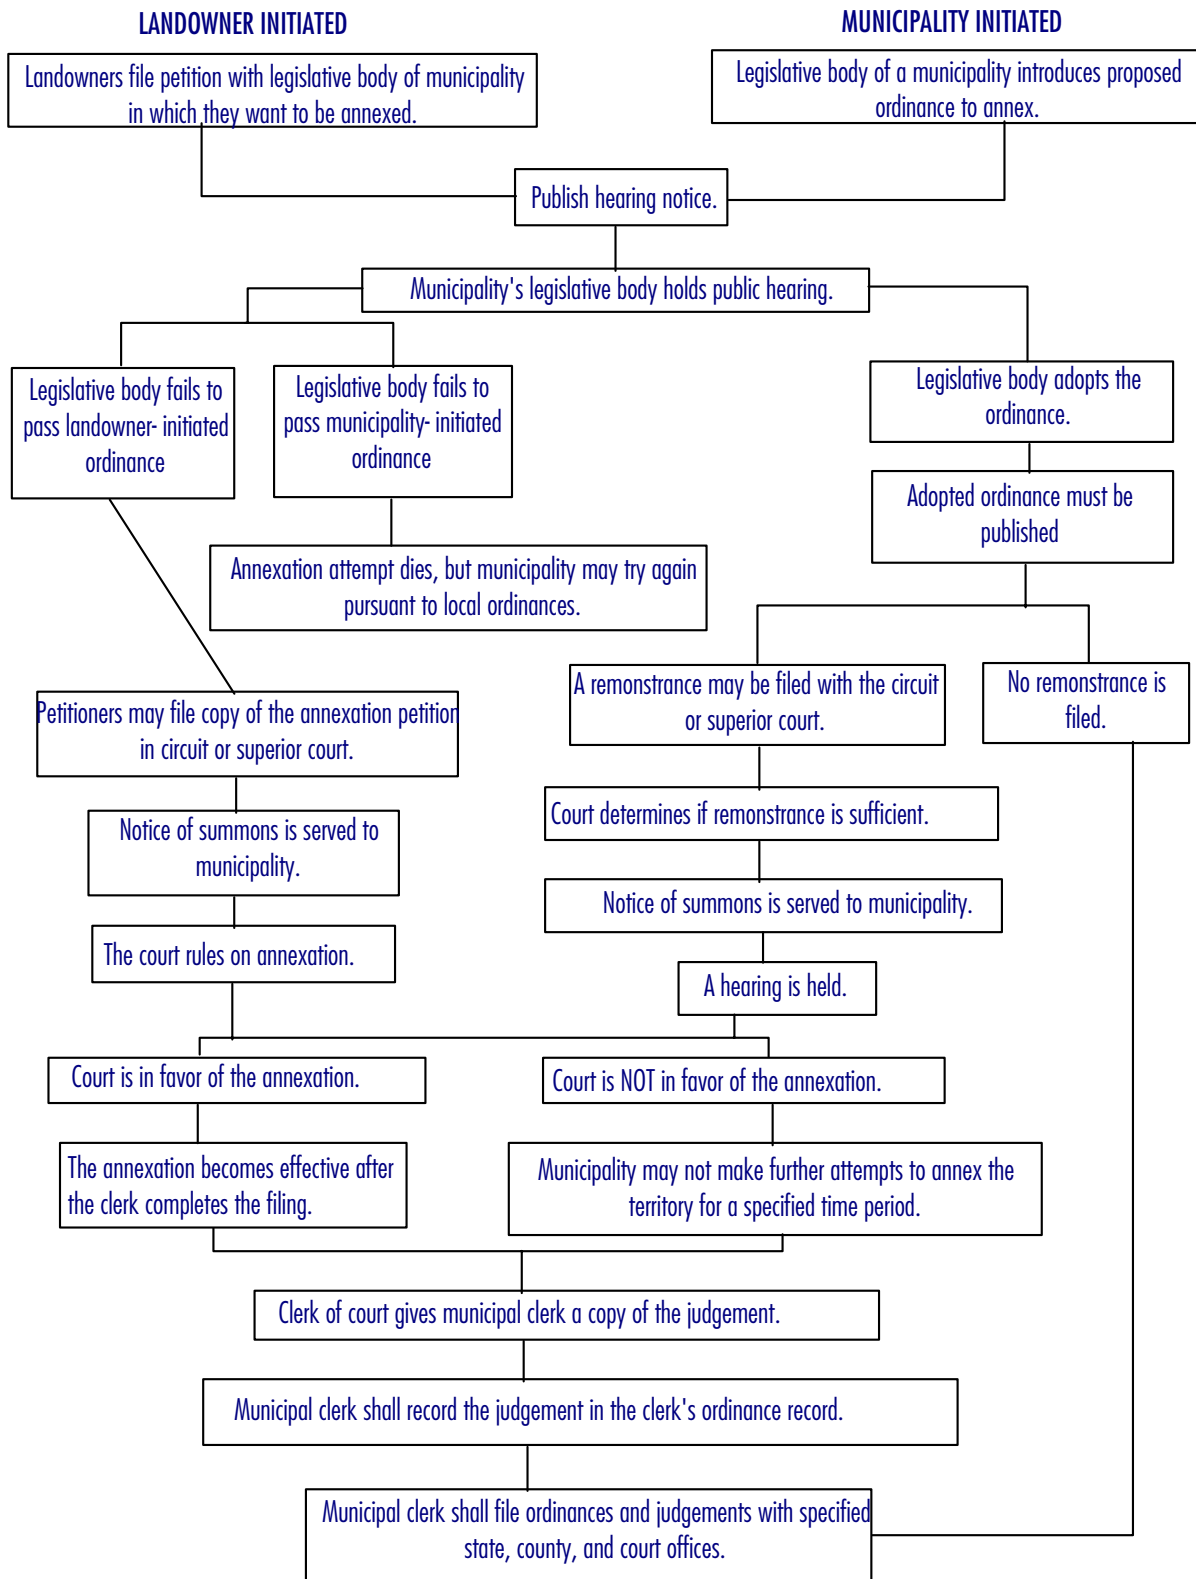 LANDOWNER INITIATED
MUNICIPALITY INITIATED
Landowners file petition with legislative body of municipality
in which they want to be annexed.
Legislative body of a municipality introduces proposed
ordinance to annex.
Publish hearing notice.
Municipality's legislative body holds public hearing.
Legislative body fails to
pass landowner- initiated
ordinance
Legislative body fails to
pass municipality- initiated
ordinance
Legislative body adopts the
ordinance.
Adopted ordinance must be
published
Annexation attempt dies, but municipality may try again
pursuant to local ordinances.
A remonstrance may be filed with the circuit
or superior court.
No remonstrance is
filed.
Petitioners may file copy of the annexation petition
in circuit or superior court.
Court determines if remonstrance is sufficient.
Notice of summons is served to
municipality.
Notice of summons is served to municipality.
The court rules on annexation.
A hearing is held.
Court is in favor of the annexation.
Court is NOT in favor of the annexation.
The annexation becomes effective after
the clerk completes the filing.
Municipality may not make further attempts to annex the
territory for a specified time period.
Clerk of court gives municipal clerk a copy of the judgement.
Municipal clerk shall record the judgement in the clerk's ordinance record.
Municipal clerk shall file ordinances and judgements with specified
state, county, and court offices.